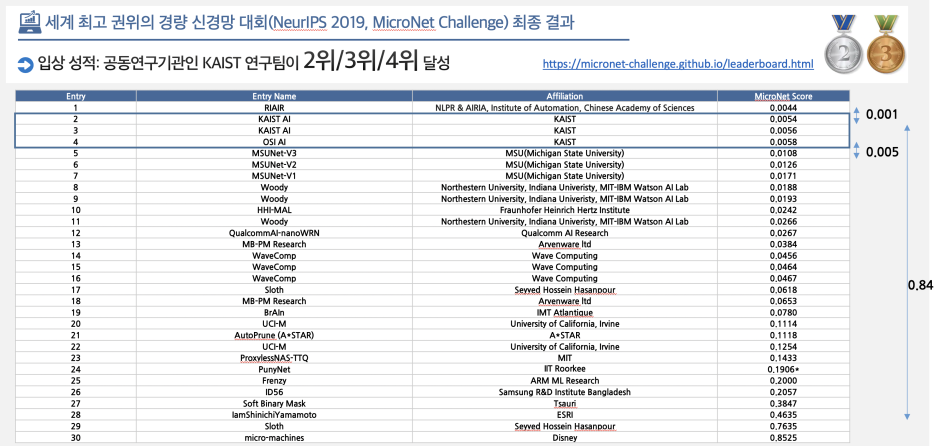 세계 최고 권위의 경량 신경망 대회(NeurIPS 2019, MicroNet Challenge) 최종 결과
입상 성적: 공동연구기관인 KAIST 연구팀이 2위/3위/4위 달성
https://micronet-challenge.github.io/leaderboard.html
2 3
Entry Entry Name Affiliation MicroNet Score
1 RIAIR NLPR & AIRIA, Institute of Automation, Chinese Academy of Sciences 0.0044
2 KAIST AI KAIST 0.0054
3 KAIST AI KAIST 0.0056
4 OSI AI KAIST 0.0058
5 MSUNet-V3 MSU(Michigan State University) 0.0108
6 MSUNet-V2 MSU(Michigan State University) 0.0126
7 MSUNet-V1 MSU(Michigan State University) 0.0171
8 Woody Northestern University, Indiana Univeristy, MIT-IBM Watson AI Lab 0.0188
9 Woody Northestern University, Indiana Univeristy, MIT-IBM Watson AI Lab 0.0193
10 HHI-MAL Fraunhofer Heinrich Hertz Institute 0.0242
11 Woody Northestern University, Indiana Univeristy, MIT-IBM Watson AI Lab 0.0266
12 QualcommAI-nanoWRN Qualcomm AI Research 0.0267
13 MB-PM Research Arvenware ltd 0.0384
14 WaveComp Wave Computing 0.0456
15 WaveComp Wave Computing 0.0464
16 WaveComp Wave Computing 0.0467
17 Sloth Seyyed Hossein Hasanpour 0.0618
18 MB-PM Research Arvenware ltd 0.0653
19 BrAIn IMT Atlantique 0.0780
20 UCI-M University of California, Irvine 0.1114
21 AutoPrune (A*STAR) A*STAR 0.1118
22 UCI-M University of California, Irvine 0.1254
23 ProxylessNAS-TTQ MIT 0.1433
24 PunyNet IIT Roorkee 0.1906*
25 Frenzy ARM ML Research 0.2000
26 ID56 Samsung R&D Institute Bangladesh 0.2057
27 Soft Binary Mask Tsauri 0.3847
28 IamShinichiYamamoto ESRI 0.4635
29 Sloth Seyyed Hossein Hasanpour 0.7635
30 micro-machines Disney 0.8525
0.001
0.005
0.84